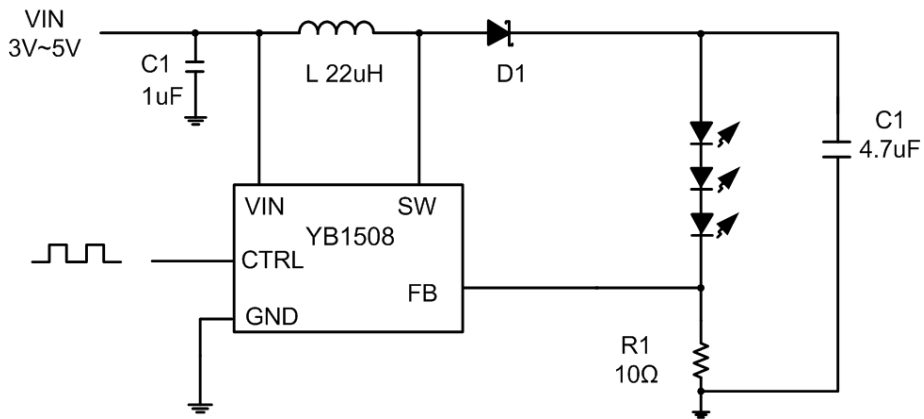 VIN
3V~5V
C1
1uF
L 22uH
D1
C1
4.7uF
VIN
SW
YB1508
CTRL
FB
GND
R1
10Ω